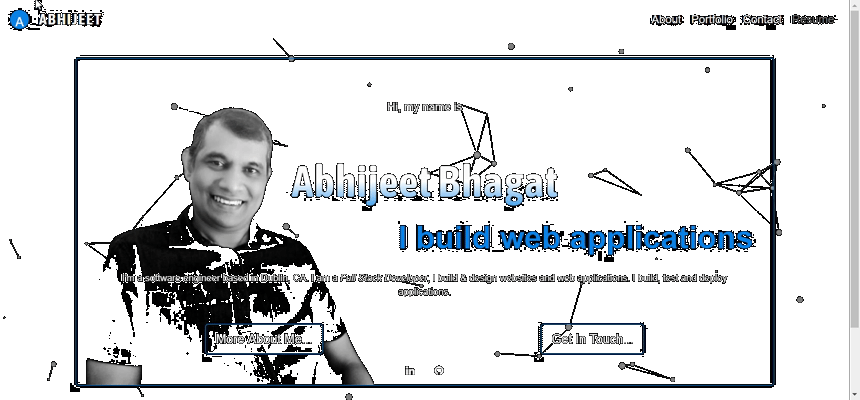 A ABHIJEET
About Portfolio Contact Resume
Hi, my name is
Abhijeet Bhagat
I build web applications
I'm a software engineer based in Dublin, CA. I am a Full Stack Developer, I build & design websites and web applications. I build, test and deploy
applications.
More About Me... Get In Touch...
in